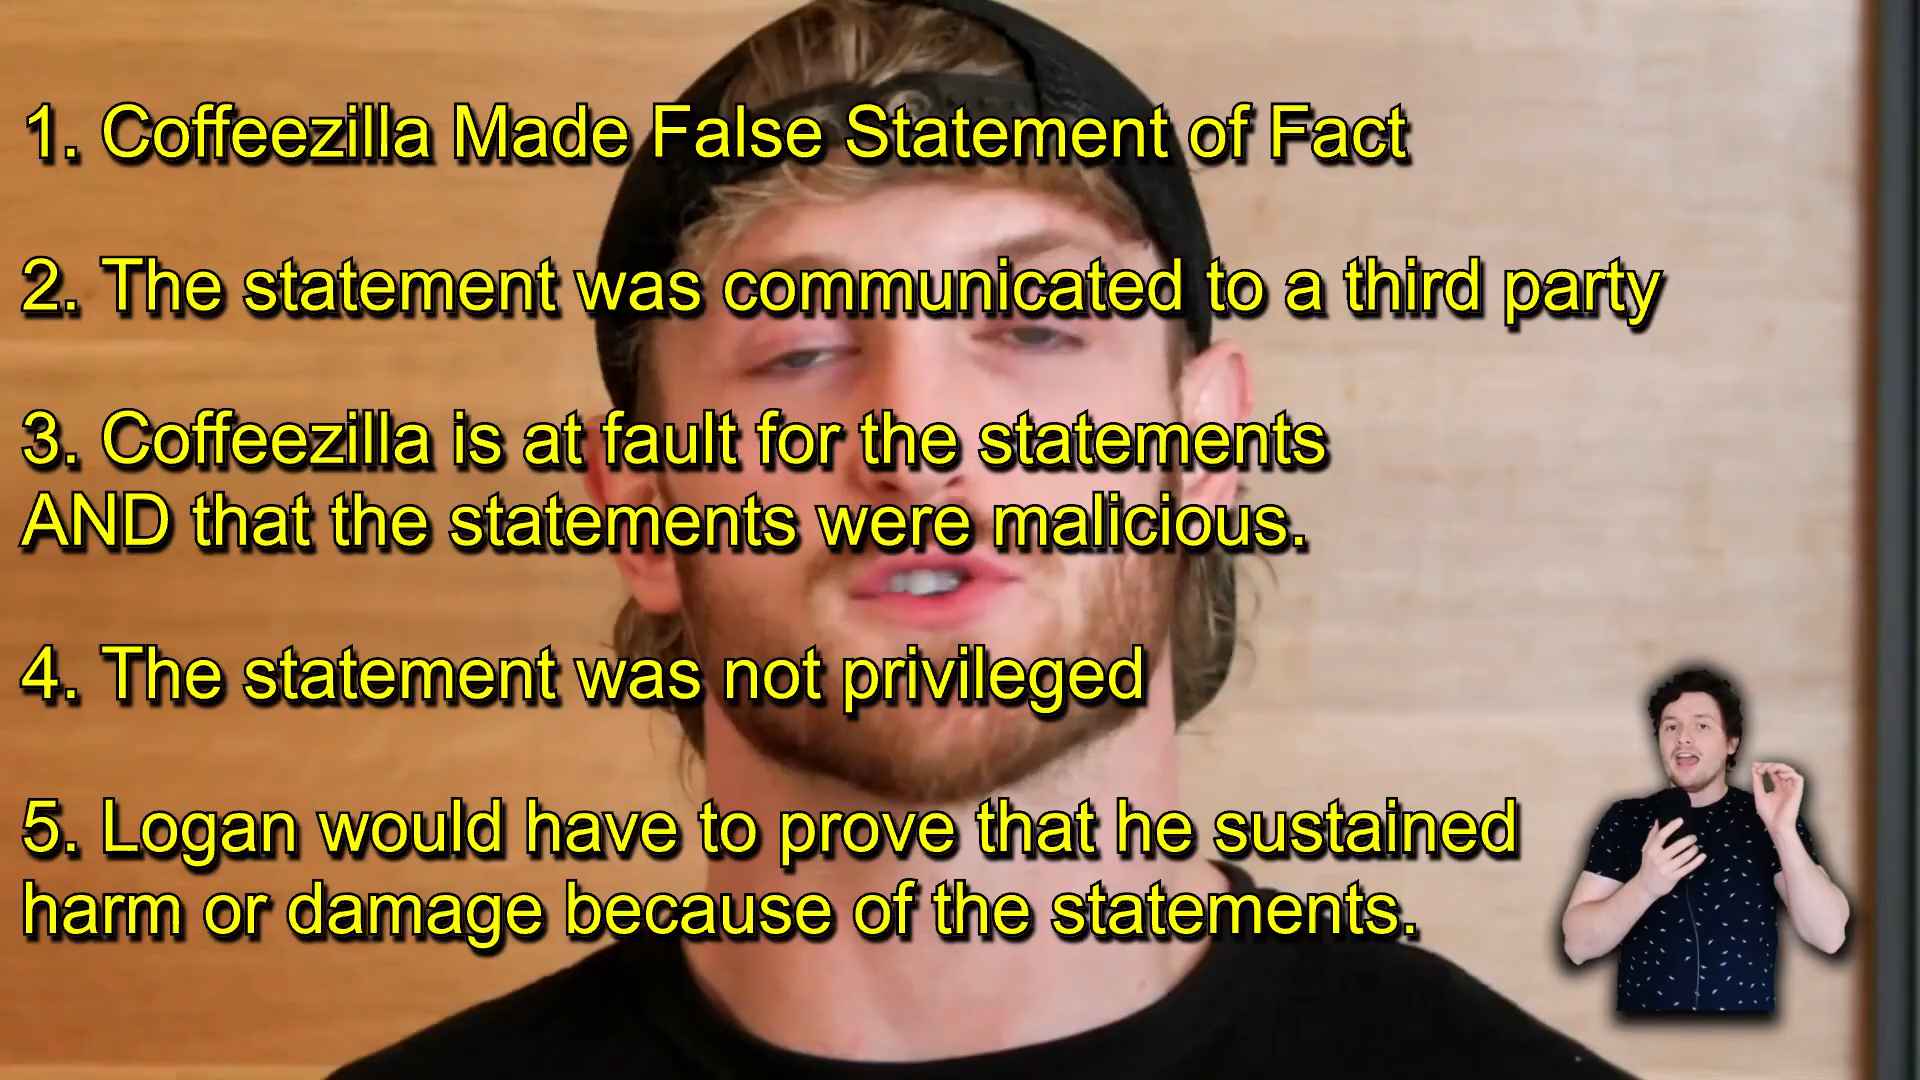 1. Coffeezilla Made False Statement of Fact
2. The statement was communicated to a third party
3. Coffeezilla is at fault for the statements
AND that the statements were malicious.
4. The statement was not privileged
5. Logan would have to prove that he sustained
harm or damage because of the statements.